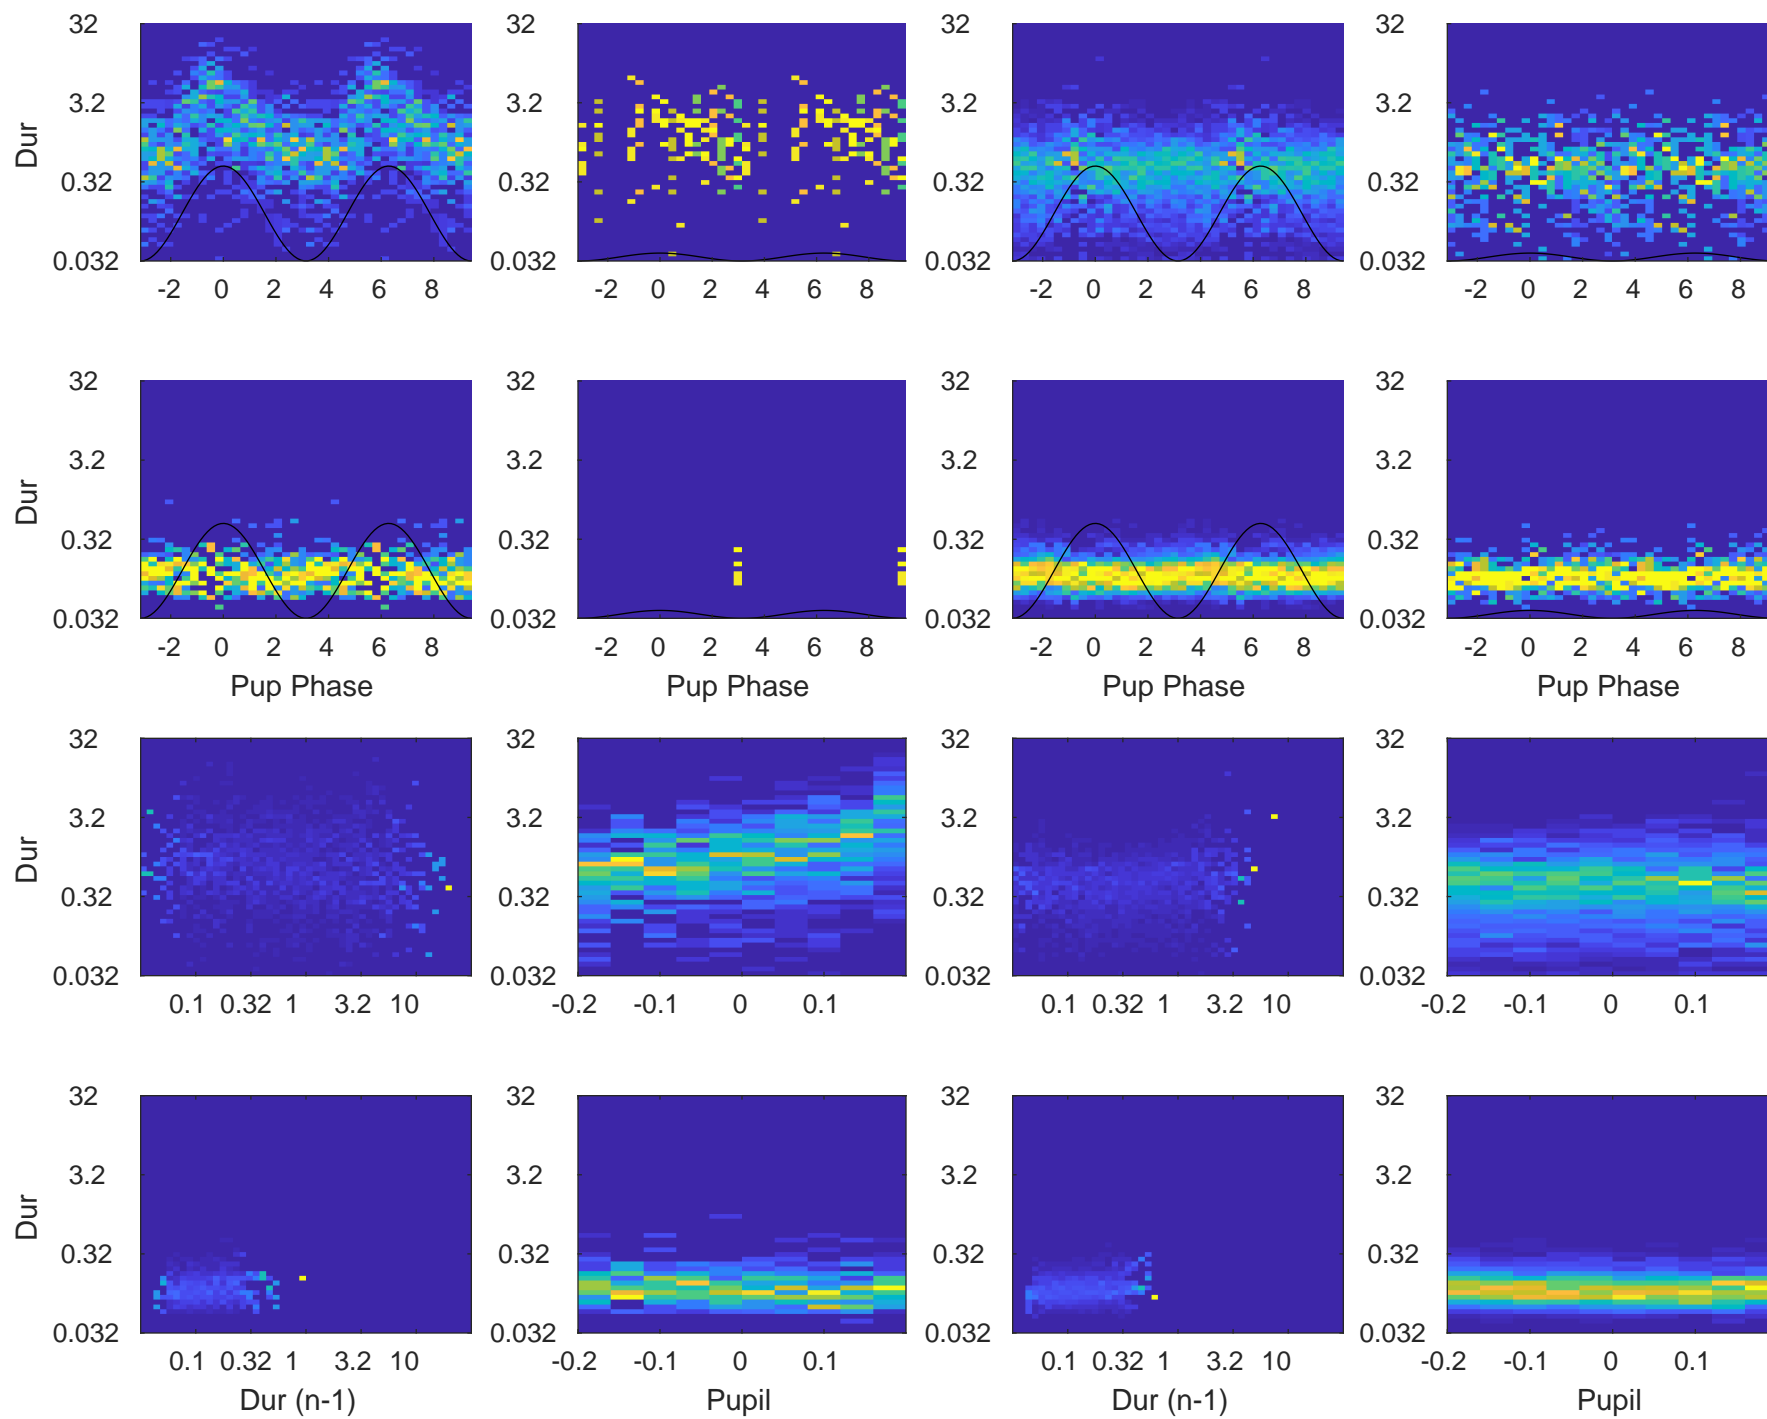 32 32 32 32
3.2 3.2 3.2 3.2
Dur
0.32 0.32 0.32 0.32
0.032 0.032 0.032 0.032
-2 0 2 4 6 8 -2 0 2 4 6 8 -2 0 2 4 6 8 -2 0 2 4 6 8
32 32 32 32
3.2 3.2 3.2 3.2
Dur
0.32 0.32 0.32 0.32
0.032 0.032 0.032 0.032
-2 0 2 4 6 8 -2 0 2 4 6 8 -2 0 2 4 6 8 -2 0 2 4 6 8
Pup Phase Pup Phase Pup Phase Pup Phase
32 32 32 32
3.2 3.2 3.2 3.2
Dur
0.32 0.32 0.32 0.32
0.032 0.032 0.032 0.032
0.1 0.32 1 3.2 10 -0.2 -0.1 0 0.1 0.1 0.32 1 3.2 10 -0.2 -0.1 0 0.1
32 32 32 32
3.2 3.2 3.2 3.2
Dur
0.32 0.32 0.32 0.32
0.032 0.032 0.032 0.032
0.1 0.32 1 3.2 10 -0.2 -0.1 0 0.1 0.1 0.32 1 3.2 10 -0.2 -0.1 0 0.1
Dur (n-1) Pupil Dur (n-1) Pupil